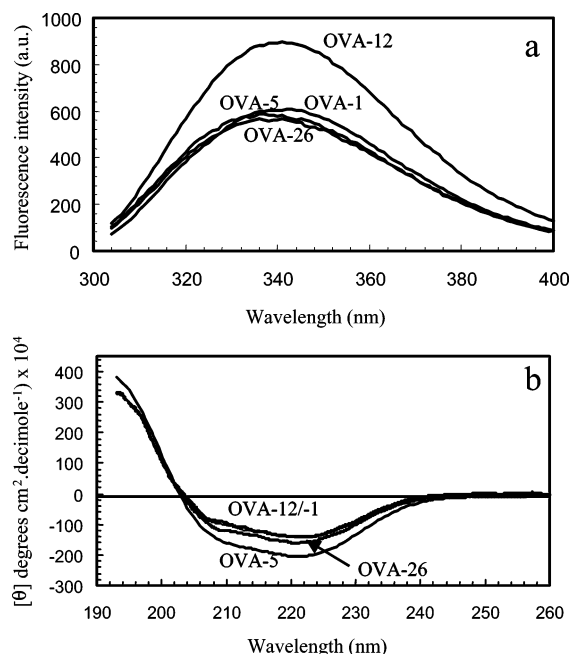 1000
a
OVA-12
800
600
OVA-5
OVA-1
400
OVA-26
200
0
Fluorescence intensity (a.u.)
300 320 340 360 380 400
Wavelength (nm)
b
400
300
200
100
0
OVA-12/-1
-100
OVA-5
OVA-26
-200
-300
[θ] degrees cm².decimole⁻¹) x 10⁴
190 200 210 220 230 240 250 260
Wavelength (nm)